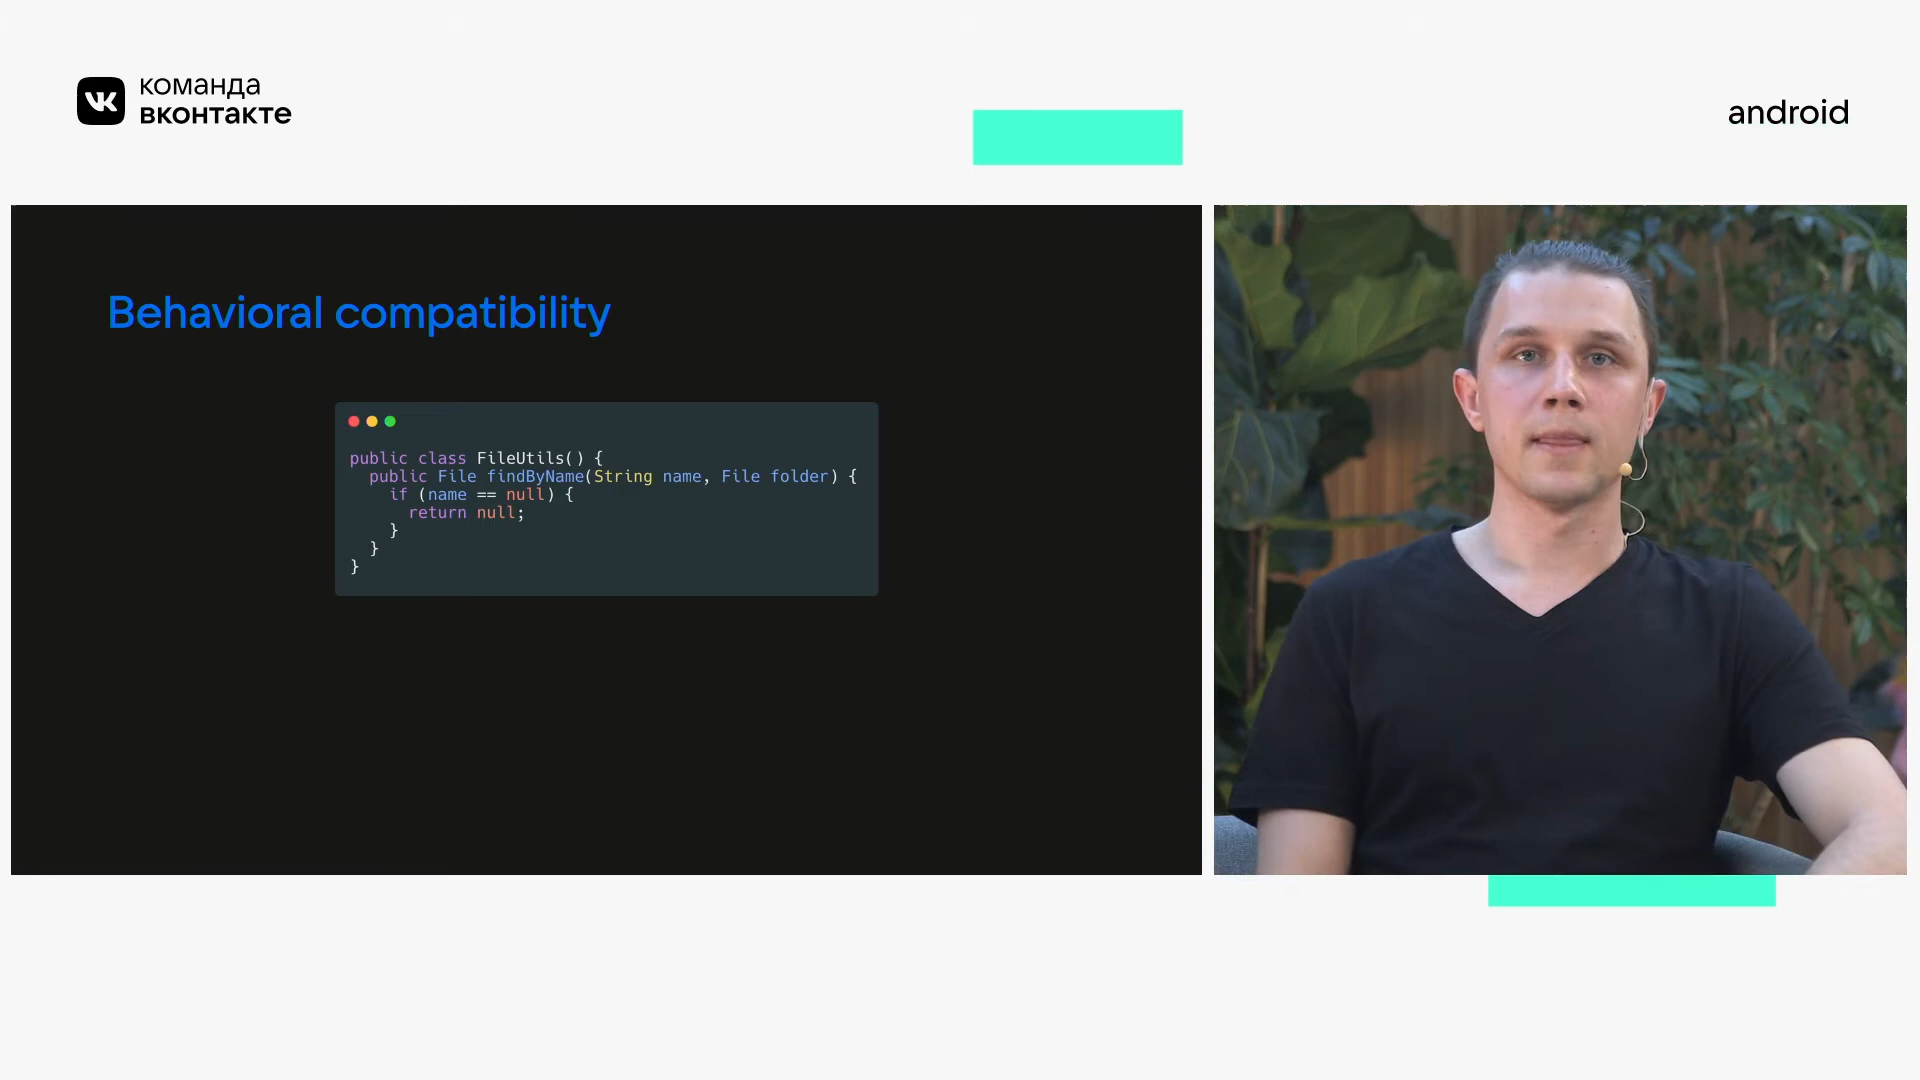 команда
вконтакте
android
Behavioral compatibility
public class FileUtils() {
  public File findByName(String name, File folder) {
    if (name == null) {
      return null;
    }
  }
}